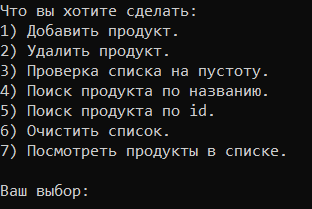 Что вы хотите сделать:
1) Добавить продукт.
2) Удалить продукт.
3) Проверка списка на пустоту.
4) Поиск продукта по названию.
5) Поиск продукта по id.
6) Очистить список.
7) Посмотреть продукты в списке.
Ваш выбор: